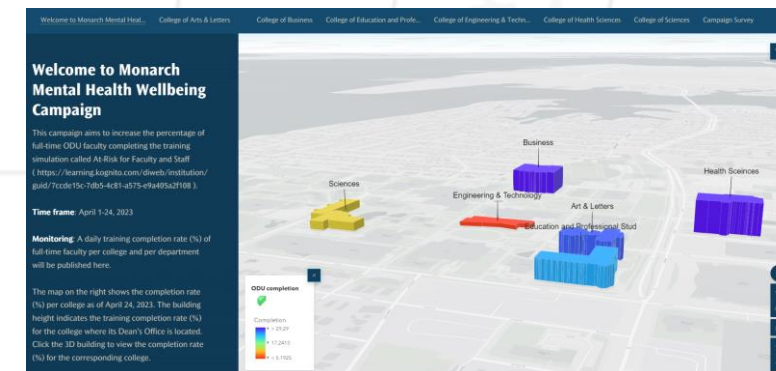 Welcome to Monarch Mental Heal... College of Arts & Letters College of Business College of Education and Profe... College of Engineering & Techn... College of Health Sciences College of Sciences Campaign Survey
Welcome to Monarch
Mental Health Wellbeing
Campaign
This campaign aims to increase the percentage of
full-time ODU faculty completing the training
simulation called At-Risk for Faculty and Staff
( https://learning.kognito.com/diweb/institution/
guid/7ccde15c-7db5-4c81-a575-e9a405a2f108 ).
Time frame: April 1-24, 2023
Monitoring: A daily training completion rate (%) of
full-time faculty per college and per department
will be published here.
The map on the right shows the completion rate
(%) per college as of April 24, 2023. The building
height indicates the training completion rate (%)
for the college where its Dean's Office is located.
Click the 3D building to view the completion rate
(%) for the corresponding college.
Business
Health Sceinces
Sciences
Engineering & Technology
Art & Letters
Education and Professional Stud
ODU completion
Completion
> 29.29
17.2413
< 5.1926